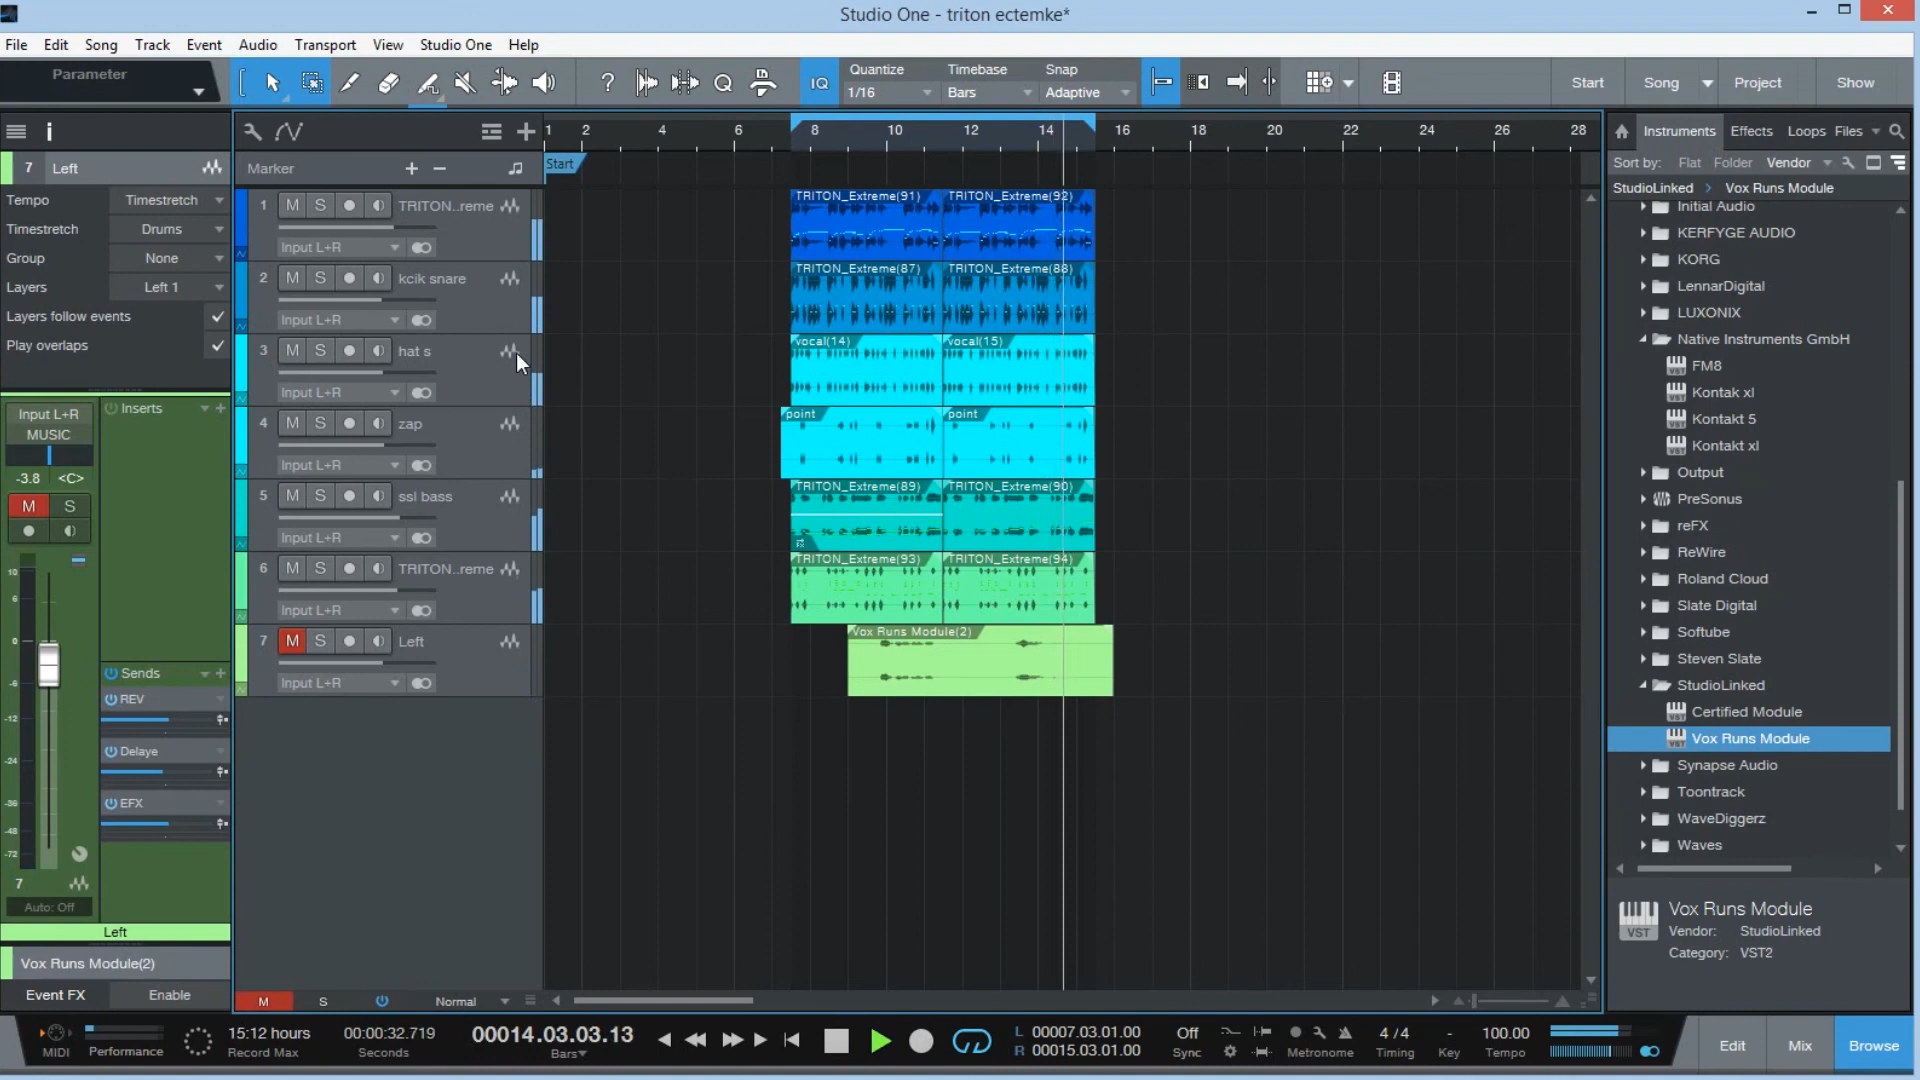 Studio One - triton ectemke*
File Edit Song Track Event Audio Transport View Studio One Help
Parameter
? IQ Quantize Timebase Snap
1/16 Bars Adaptive
Start Song Project Show
i
7 Left
Tempo Timestretch
Timestretch Drums
Group None
Layers Left 1
Layers follow events
Play overlaps
Input L+R
MUSIC
-3.8 <C>
M S
10
6
0
-6
-12
-24
-36
-48
-72
7
Auto: Off
Left
Inserts
Sends
REV
Delaye
EFX
Vox Runs Module(2)
Event FX Enable
Marker
1 2 4 6 8 10 12 14 16 18 20 22 24 26 28
Start
1 M S TRITON..reme
Input L+R
2 M S kcik snare
Input L+R
3 M S hat s
Input L+R
4 M S zap
Input L+R
5 M S ssl bass
Input L+R
6 M S TRITON..reme
Input L+R
7 M S Left
Input L+R
TRITON_Extreme(91) TRITON_Extreme(92)
TRITON_Extreme(87) TRITON_Extreme(88)
vocal(14) vocal(15)
point point
TRITON_Extreme(89) TRITON_Extreme(90)
TRITON_Extreme(93) TRITON_Extreme(94)
Vox Runs Module(2)
M S Normal
Instruments Effects Loops Files
Sort by: Flat Folder Vendor
StudioLinked > Vox Runs Module
Initial Audio
KERFYGE AUDIO
KORG
LennarDigital
LUXONIX
Native Instruments GmbH
FM8
Kontak xl
Kontakt 5
Kontakt xl
Output
PreSonus
reFX
ReWire
Roland Cloud
Slate Digital
Softube
Steven Slate
StudioLinked
Certified Module
Vox Runs Module
Synapse Audio
Toontrack
WaveDiggerz
Waves
VST
Vox Runs Module
Vendor: StudioLinked
Category: VST2
MIDI Performance
15:12 hours
Record Max
00:00:32.719
Seconds
00014.03.03.13
Bars
L 00007.03.01.00
R 00015.03.01.00
Off
Sync
Metronome
4 / 4
Timing
-
Key
100.00
Tempo
Edit Mix Browse